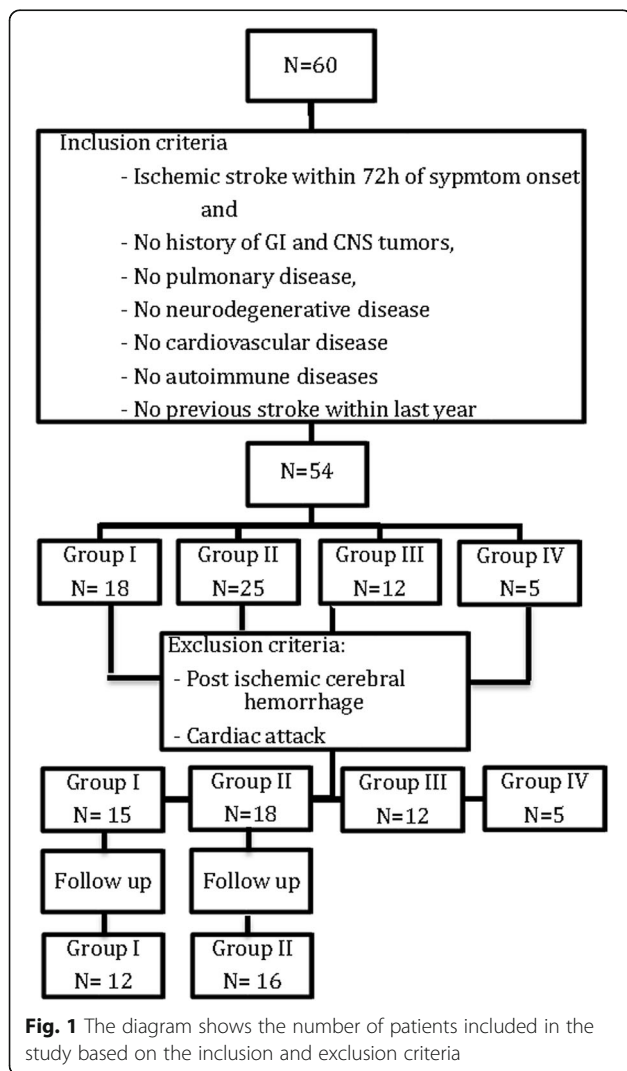 N=60
Inclusion criteria
- Ischemic stroke within 72h of sypmtom onset
and
- No history of GI and CNS tumors,
- No pulmonary disease,
- No neurodegenerative disease
- No cardiovascular disease
- No autoimmune diseases
- No previous stroke within last year
N=54
Group I
N= 18
Group II
N=25
Group III
N=12
Group IV
N=5
Exclusion criteria:
- Post ischemic cerebral
hemorrhage
- Cardiac attack
Group I
N= 15
Group II
N=18
Group III
N=12
Group IV
N=5
Follow up
Follow up
Group I
N= 12
Group II
N= 16
Fig. 1 The diagram shows the number of patients included in the
study based on the inclusion and exclusion criteria